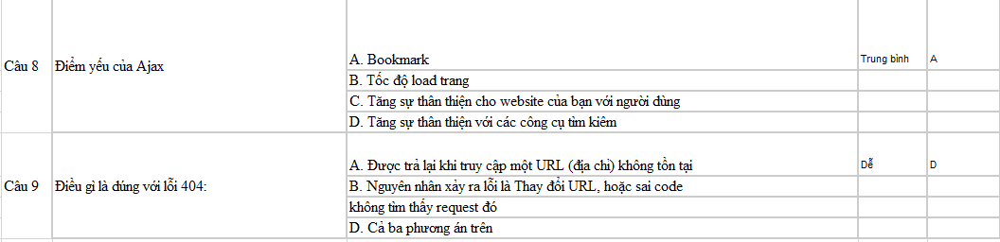 A. Bookmark Trung bình A
Câu 8 Điểm yếu của Ajax
B. Tốc độ load trang
C. Tăng sự thân thiện cho website của bạn với người dùng
D. Tăng sự thân thiện với các công cụ tìm kiêm
A. Được trả lại khi truy cập một URL (địa chỉ) không tồn tại Dễ D
Câu 9 Điều gì là đúng với lỗi 404:
B. Nguyên nhân xảy ra lỗi là Thay đổi URL, hoặc sai code
không tìm thấy request đó
D. Cả ba phương án trên